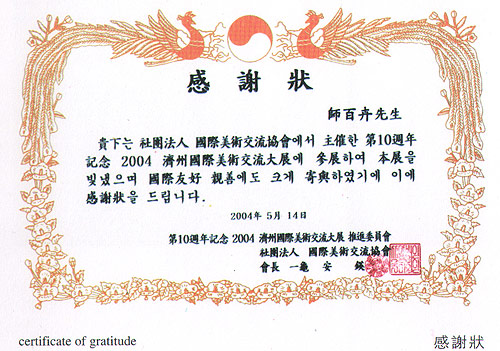 感謝狀
師百卉先生
貴下는 社團法人 國際美術交流協會에서 主催한 第10週年
記念 2004 濟州國際美術交流大展에 參展하여 本展을
빛냈으며 國際友好 親善에도 크게 寄與하였기에 이에
感謝狀을 드립니다.
2004年 5月 14日
第10週年記念 2004 濟州國際美術交流大展 推進委員會
社團法人 國際美術交流協會
會長 一龜 安 鍈
certificate of gratitude
感謝狀